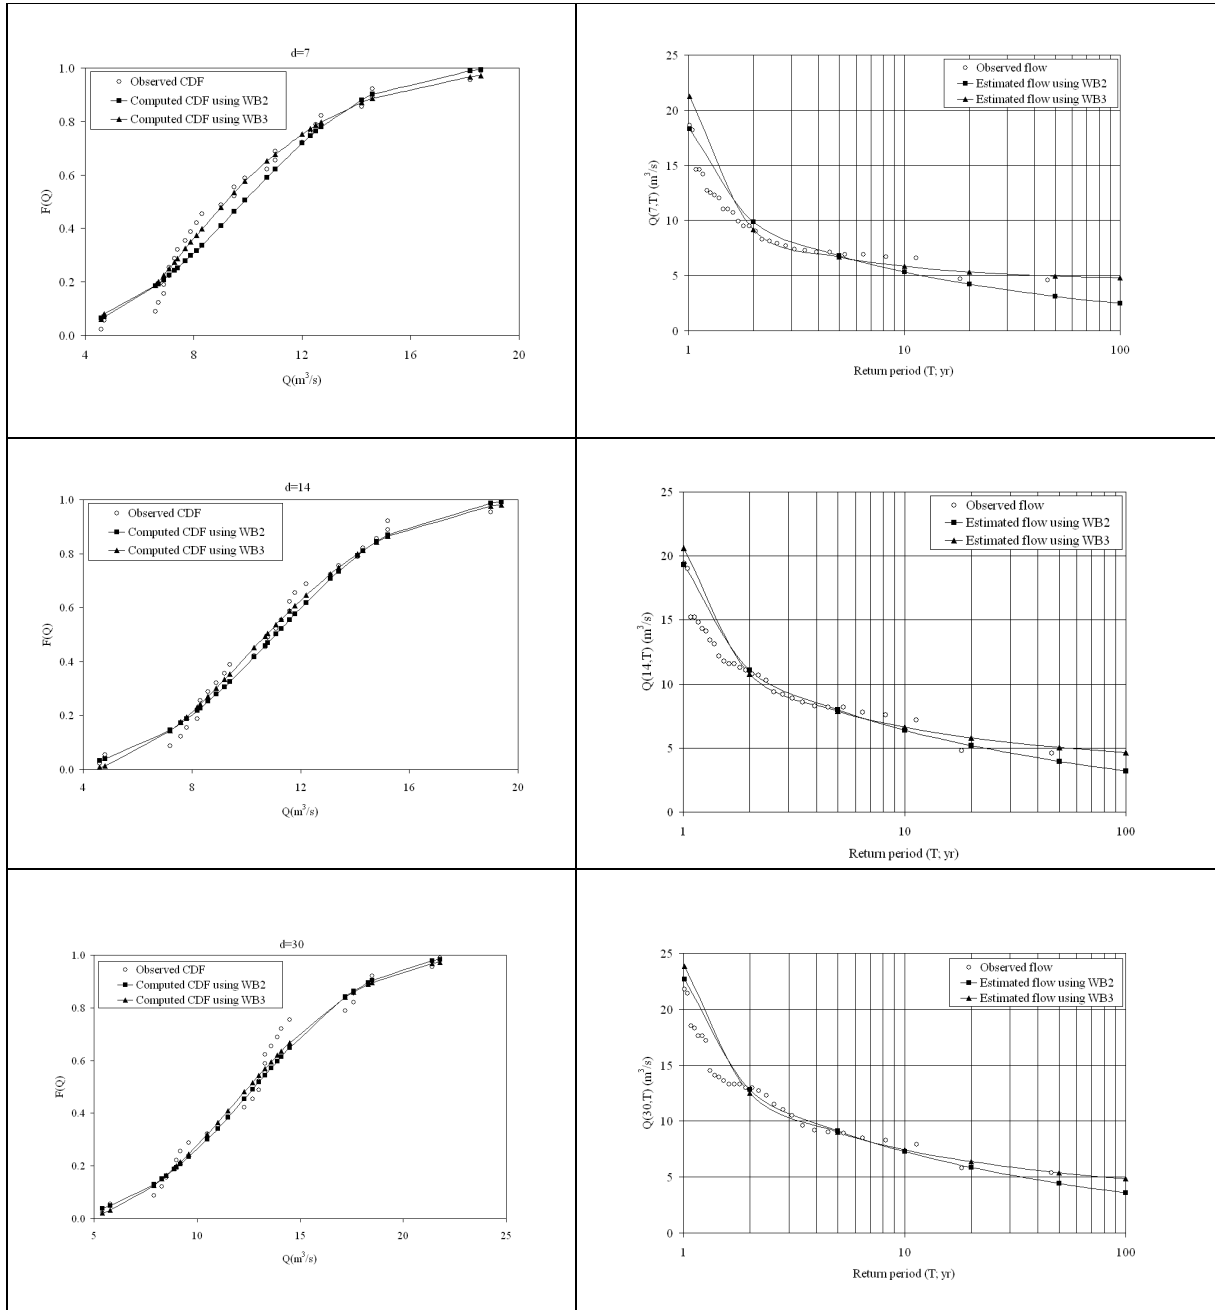 d=7
1.0
0.8
0.6
0.4
0.2
0.0
F(Q)
Observed CDF
Computed CDF using WB2
Computed CDF using WB3
4 8 12 16 20
Q(m³/s)
25
20
15
10
5
0
Q(7,T) (m³/s)
Observed flow
Estimated flow using WB2
Estimated flow using WB3
1 10 100
Return period (T; yr)
d=14
1.0
0.8
0.6
0.4
0.2
0.0
F(Q)
Observed CDF
Computed CDF using WB2
Computed CDF using WB3
4 8 12 16 20
Q(m³/s)
25
20
15
10
5
0
Q(14,T) (m³/s)
Observed flow
Estimated flow using WB2
Estimated flow using WB3
1 10 100
Return period (T; yr)
d=30
1.0
0.8
0.6
0.4
0.2
0.0
F(Q)
Observed CDF
Computed CDF using WB2
Computed CDF using WB3
5 10 15 20 25
Q(m³/s)
25
20
15
10
5
0
Q(30,T) (m³/s)
Observed flow
Estimated flow using WB2
Estimated flow using WB3
1 10 100
Return period (T; yr)